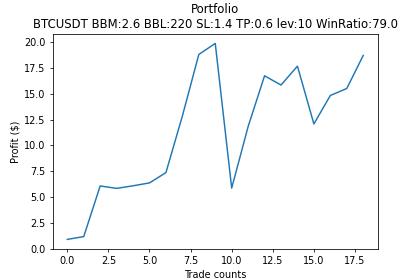 Portfolio
BTCUSDT BBM:2.6 BBL:220 SL:1.4 TP:0.6 lev:10 WinRatio:79.0
20.0
17.5
15.0
12.5
10.0
7.5
5.0
2.5
0.0
Profit ($)
0.0 2.5 5.0 7.5 10.0 12.5 15.0 17.5
Trade counts